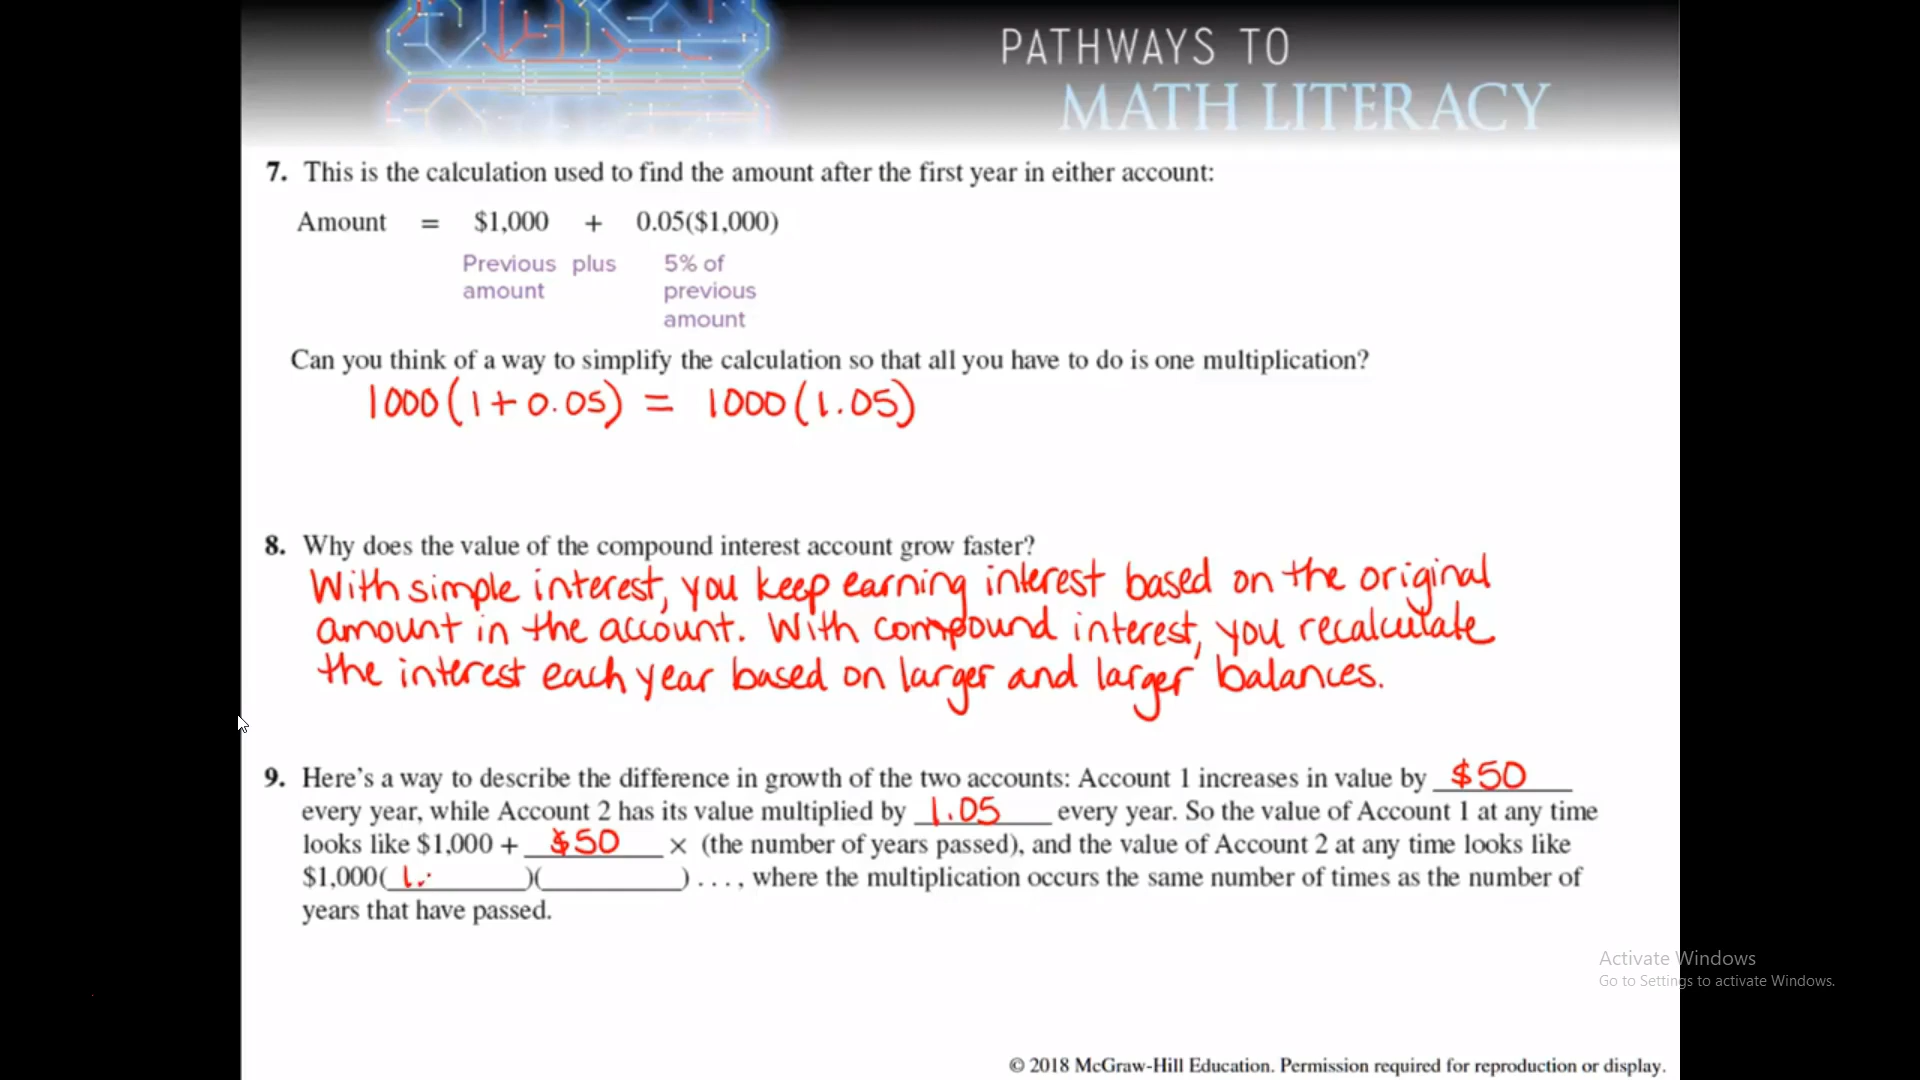 PATHWAYS TO
MATH LITERACY
7. This is the calculation used to find the amount after the first year in either account:
Amount = $1,000 + 0.05($1,000)
Previous plus 5% of
amount previous
amount
Can you think of a way to simplify the calculation so that all you have to do is one multiplication?
1000(1+0.05) = 1000(1.05)
8. Why does the value of the compound interest account grow faster?
With simple interest, you keep earning interest based on the original
amount in the account. With compound interest, you recalculate
the interest each year based on larger and larger balances.
9. Here's a way to describe the difference in growth of the two accounts: Account 1 increases in value by $50
every year, while Account 2 has its value multiplied by 1.05 every year. So the value of Account 1 at any time
looks like $1,000 + $50 × (the number of years passed), and the value of Account 2 at any time looks like
$1,000( 1. )( ) . . . , where the multiplication occurs the same number of times as the number of
years that have passed.
Activate Windows
Go to Settings to activate Windows.
© 2018 McGraw-Hill Education. Permission required for reproduction or display.